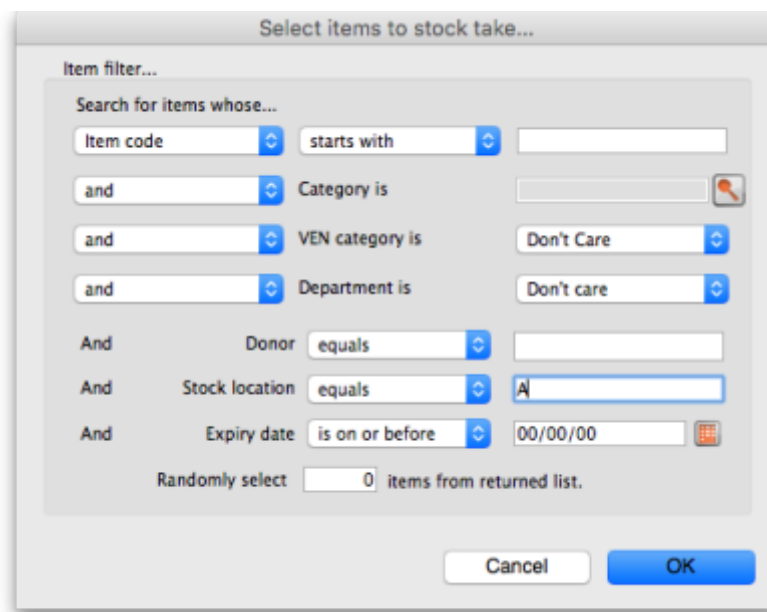 Select items to stock take...
Item filter...
Search for items whose...
Item code starts with
and Category is
and VEN category is Don't Care
and Department is Don't care
And Donor equals
And Stock location equals A
And Expiry date is on or before 00/00/00
Randomly select 0 items from returned list.
Cancel OK